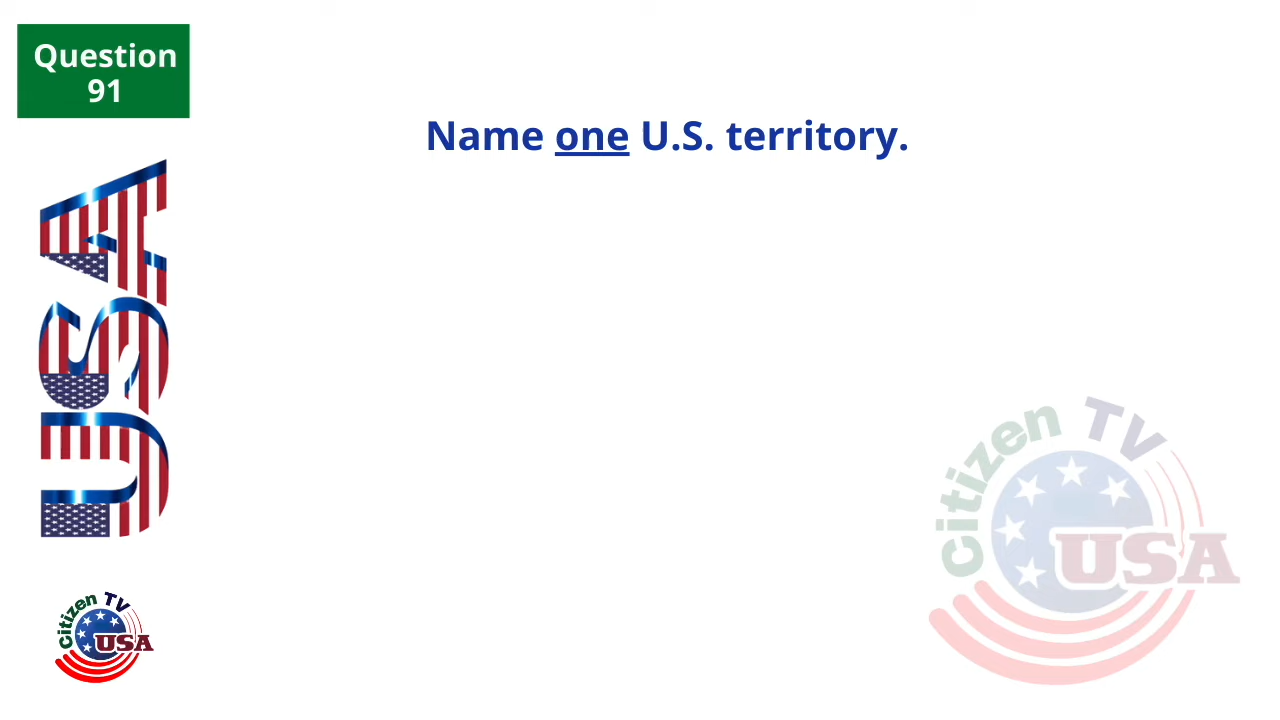 Question
91
Name one U.S. territory.
USA
Citizen TV
USA
Citizen TV
USA